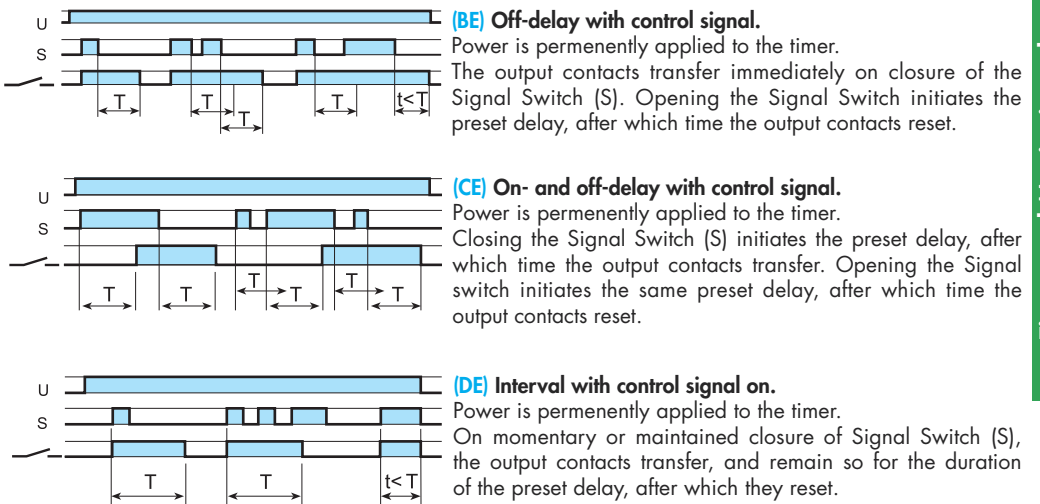 U
S
T
T
T
T
t<T
(BE) Off-delay with control signal.
Power is permenently applied to the timer.
The output contacts transfer immediately on closure of the
Signal Switch (S). Opening the Signal Switch initiates the
preset delay, after which time the output contacts reset.
U
S
T
T
T
T
T
T
(CE) On- and off-delay with control signal.
Power is permenently applied to the timer.
Closing the Signal Switch (S) initiates the preset delay, after
which time the output contacts transfer. Opening the Signal
switch initiates the same preset delay, after which time the
output contacts reset.
U
S
T
T
t<T
(DE) Interval with control signal on.
Power is permenently applied to the timer.
On momentary or maintained closure of Signal Switch (S),
the output contacts transfer, and remain so for the duration
of the preset delay, after which they reset.